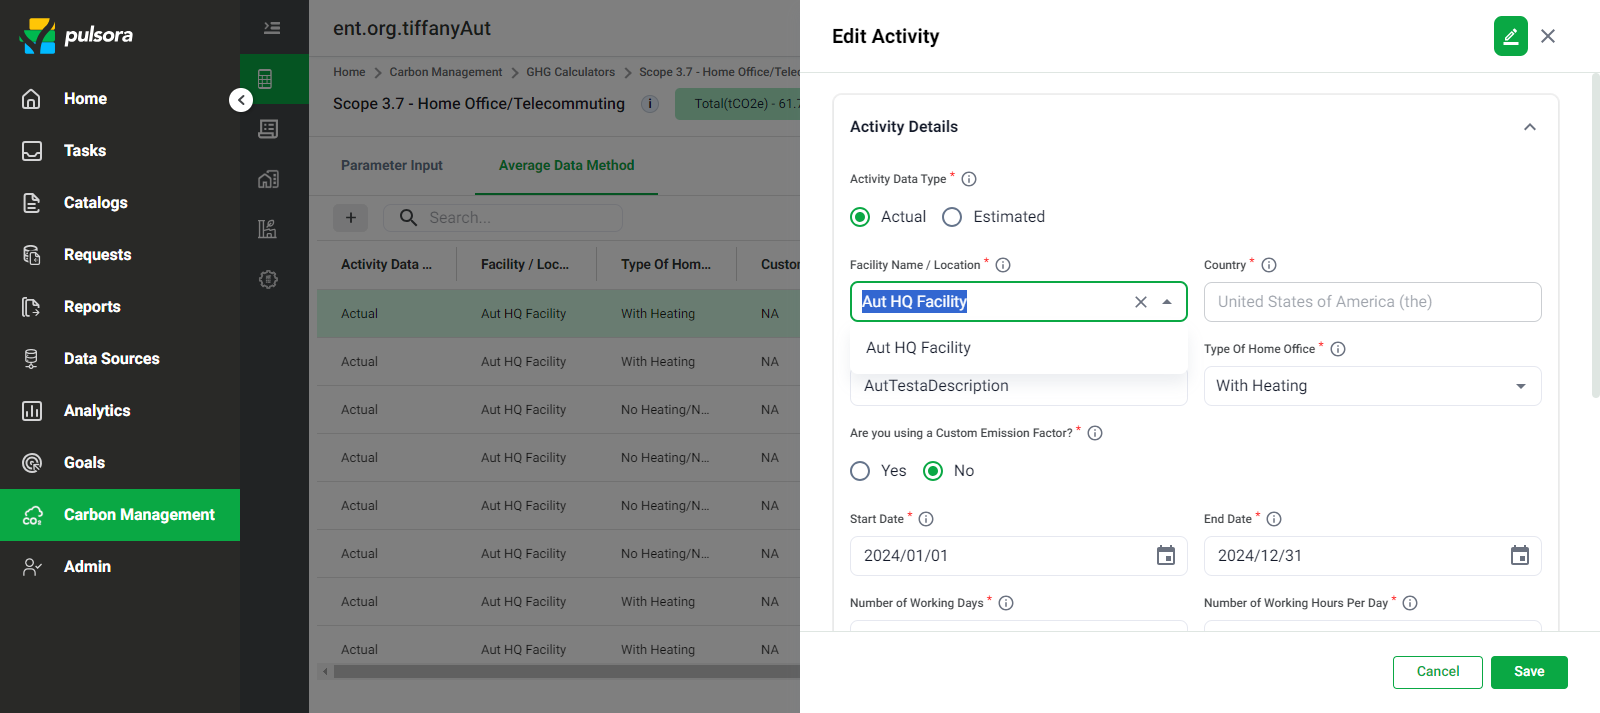 pulsora
Home
Tasks
Catalogs
Requests
Reports
Data Sources
Analytics
Goals
Carbon Management
Admin
ent.org.tiffanyAut
Home > Carbon Management > GHG Calculators > Scope 3.7 - Home Office/Telec
Scope 3.7 - Home Office/Telecommuting
Total(tCO2e) - 61.7
Parameter Input
Average Data Method
+ Search...
Activity Data ... Facility / Loc... Type Of Hom... Custor
Actual Aut HQ Facility With Heating NA
Actual Aut HQ Facility With Heating NA
Actual Aut HQ Facility No Heating/N... NA
Actual Aut HQ Facility No Heating/N... NA
Actual Aut HQ Facility No Heating/N... NA
Actual Aut HQ Facility No Heating/N... NA
Actual Aut HQ Facility With Heating NA
Actual Aut HQ Facility With Heating NA
Edit Activity
Activity Details
Activity Data Type *
Actual Estimated
Facility Name / Location * Country *
Aut HQ Facility United States of America (the)
Aut HQ Facility
Type Of Home Office *
AutTestaDescription With Heating
Are you using a Custom Emission Factor? *
Yes No
Start Date * End Date *
2024/01/01 2024/12/31
Number of Working Days * Number of Working Hours Per Day *
Cancel Save